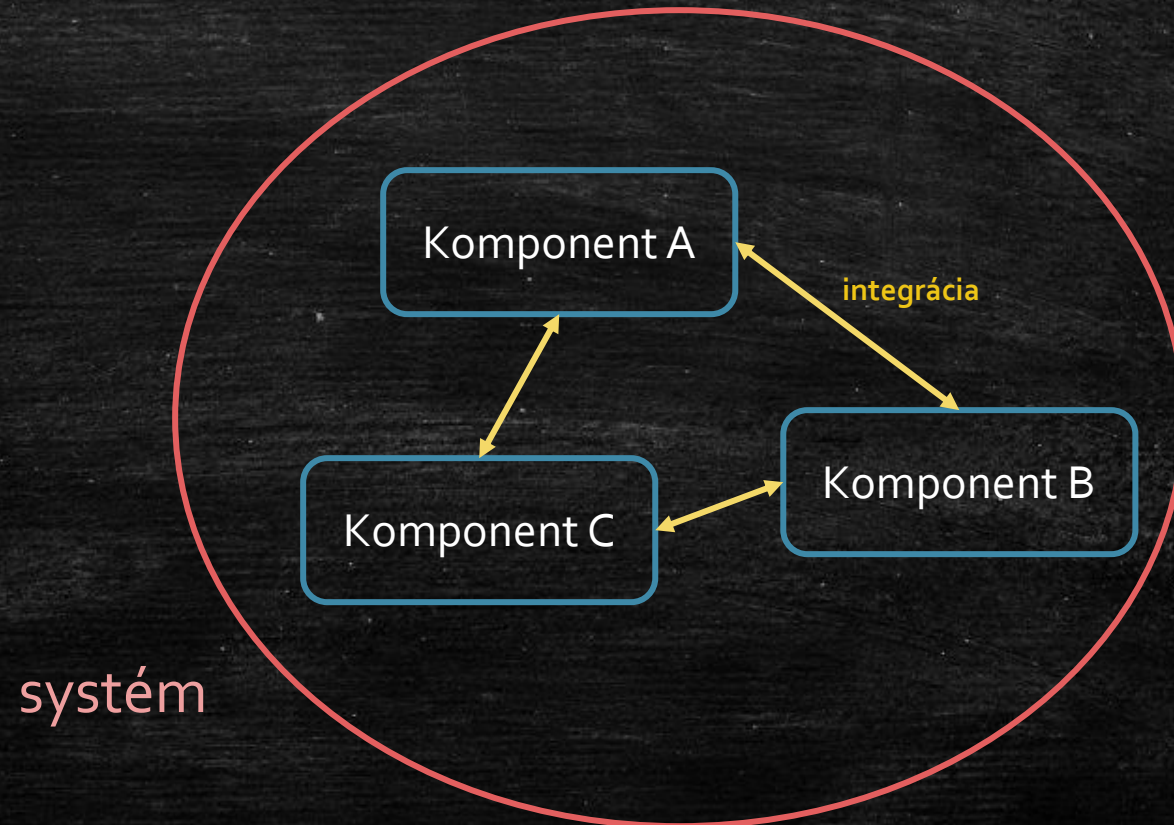 Komponent A
integrácia
Komponent B
Komponent C
systém